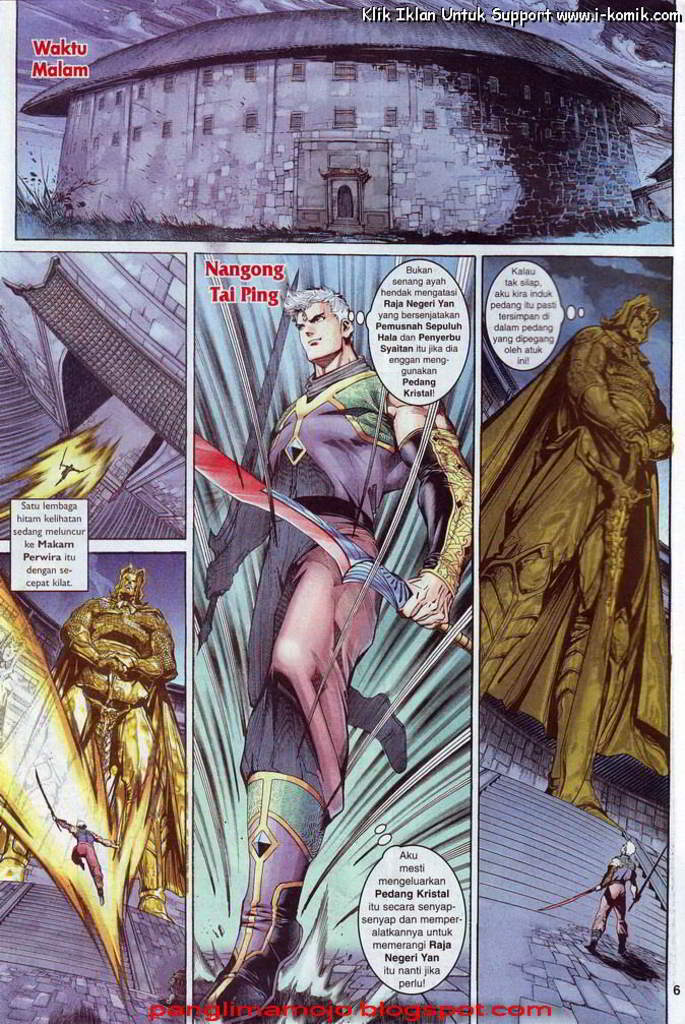 Klik Iklan Untuk Support www.i-komik.com
Waktu
Malam
Satu lembaga
hitam kelihatan
sedang meluncur
ke Makam
Perwira itu
dengan se-
cepat kilat.
Nangong
Tai Ping
Bukan
senang ayah
hendak mengatasi
Raja Negeri Yan
yang bersenjatakan
Pemusnah Sepuluh
Hala dan Penyerbu
Syaitan itu jika dia
enggan meng-
gunakan
Pedang
Kristal!
Aku
mesti
mengeluarkan
Pedang Kristal
itu secara senyap-
senyap dan memper-
alatkannya untuk
memerangi Raja
Negeri Yan
itu nanti jika
perlu!
Kalau
tak silap,
aku kira induk
pedang itu pasti
tersimpan di
dalam pedang
yang dipegang
oleh atuk
ini!
6
panglimamojo.blogspot.com